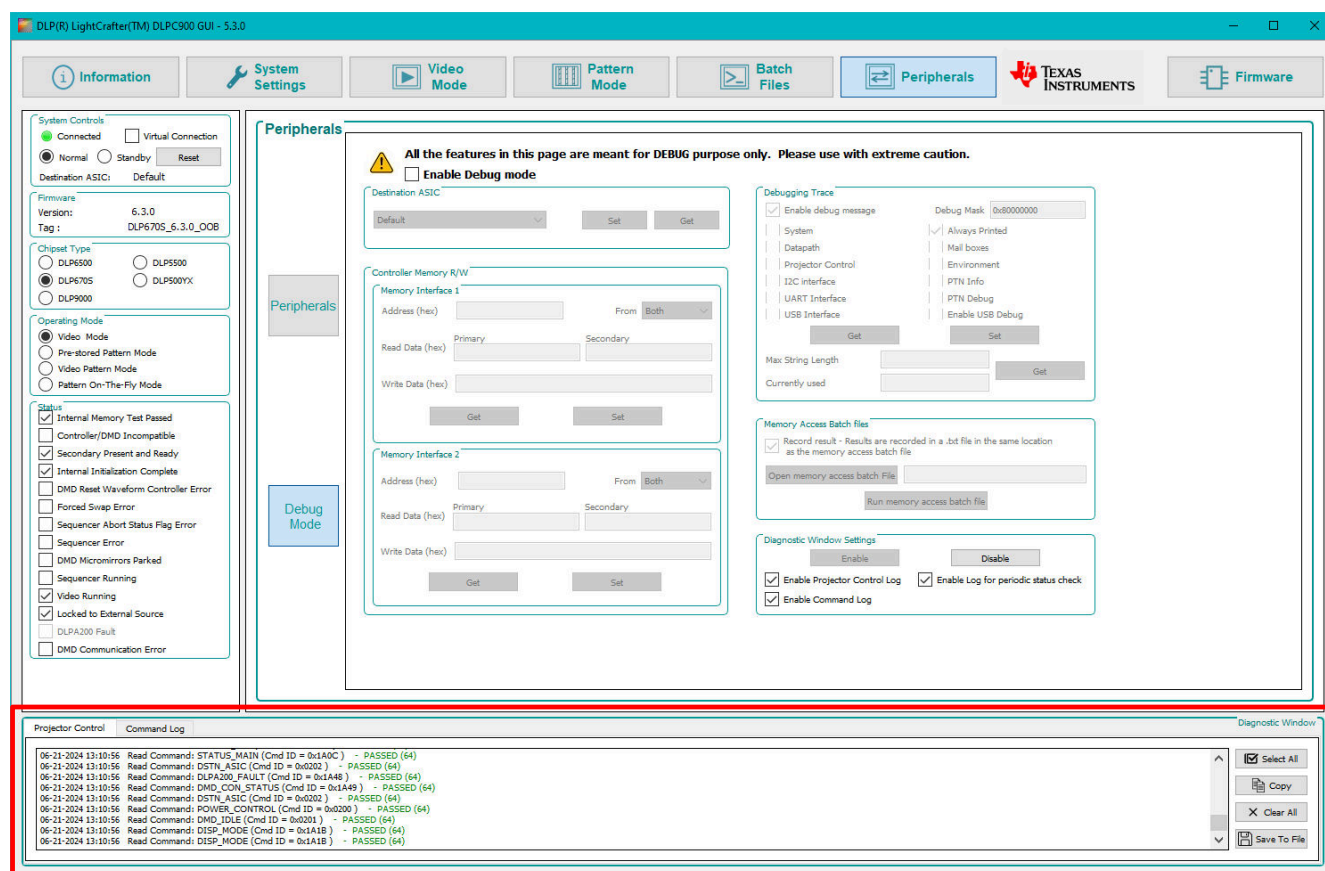 DLP(R) LightCrafter(TM) DLPC900 GUI - 5.3.0
Information
System Settings
Video Mode
Pattern Mode
Batch Files
Peripherals
TEXAS INSTRUMENTS
Firmware
System Controls
Connected
Virtual Connection
Normal
Standby
Reset
Destination ASIC: Default
Firmware
Version: 6.3.0
Tag : DLP670S_6.3.0_OOB
Chipset Type
DLP6500
DLP5500
DLP670S
DLP500YX
DLP9000
Operating Mode
Video Mode
Pre-stored Pattern Mode
Video Pattern Mode
Pattern On-The-Fly Mode
Status
Internal Memory Test Passed
Controller/DMD Incompatible
Secondary Present and Ready
Internal Initialization Complete
DMD Reset Waveform Controller Error
Forced Swap Error
Sequencer Abort Status Flag Error
Sequencer Error
DMD Micromirrors Parked
Sequencer Running
Video Running
Locked to External Source
DLPA200 Fault
DMD Communication Error
Peripherals
Peripherals
Debug Mode
All the features in this page are meant for DEBUG purpose only. Please use with extreme caution.
Enable Debug mode
Destination ASIC
Default
Set
Get
Controller Memory R/W
Memory Interface 1
Address (hex)
From Both
Primary
Secondary
Read Data (hex)
Write Data (hex)
Get
Set
Memory Interface 2
Address (hex)
From Both
Primary
Secondary
Read Data (hex)
Write Data (hex)
Get
Set
Debugging Trace
Enable debug message
Debug Mask 0x80000000
System
Always Printed
Datapath
Mail boxes
Projector Control
Environment
I2C interface
PTN Info
UART Interface
PTN Debug
USB Interface
Enable USB Debug
Get
Set
Max String Length
Get
Currently used
Memory Access Batch files
Record result - Results are recorded in a .txt file in the same location
as the memory access batch file
Open memory access batch File
Run memory access batch file
Diagnostic Window Settings
Enable
Disable
Enable Projector Control Log
Enable Log for periodic status check
Enable Command Log
Diagnostic Window
Projector Control
Command Log
06-21-2024 13:10:56 Read Command: STATUS_MAIN (Cmd ID = 0x1A0C ) - PASSED (64)
06-21-2024 13:10:56 Read Command: DSTN_ASIC (Cmd ID = 0x0202 ) - PASSED (64)
06-21-2024 13:10:56 Read Command: DLPA200_FAULT (Cmd ID = 0x1A48 ) - PASSED (64)
06-21-2024 13:10:56 Read Command: DMD_CON_STATUS (Cmd ID = 0x1A49 ) - PASSED (64)
06-21-2024 13:10:56 Read Command: DSTN_ASIC (Cmd ID = 0x0202 ) - PASSED (64)
06-21-2024 13:10:56 Read Command: POWER_CONTROL (Cmd ID = 0x0200 ) - PASSED (64)
06-21-2024 13:10:56 Read Command: DMD_IDLE (Cmd ID = 0x0201 ) - PASSED (64)
06-21-2024 13:10:56 Read Command: DISP_MODE (Cmd ID = 0x1A1B ) - PASSED (64)
06-21-2024 13:10:56 Read Command: DISP_MODE (Cmd ID = 0x1A1B ) - PASSED (64)
Select All
Copy
Clear All
Save To File